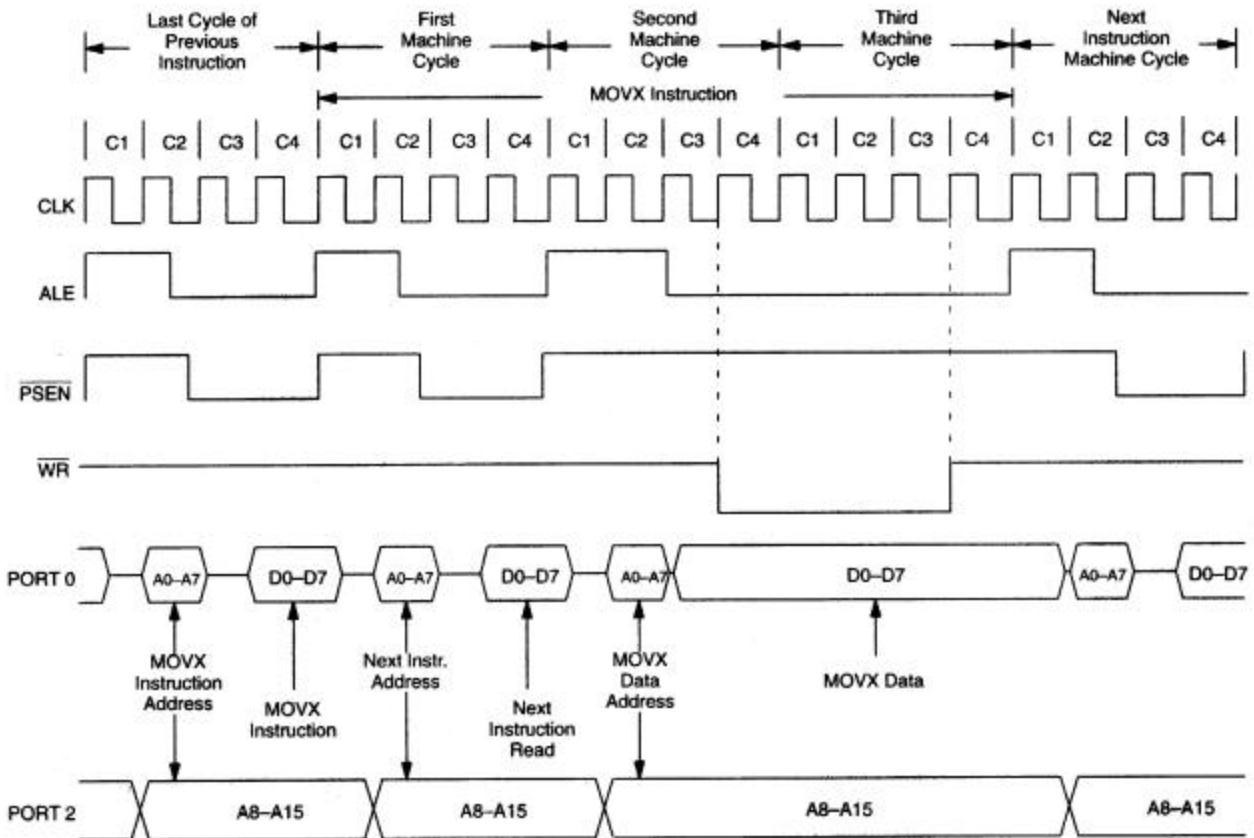 Last Cycle of
Previous
Instruction
First
Machine
Cycle
Second
Machine
Cycle
Third
Machine
Cycle
Next
Instruction
Machine Cycle
MOVX Instruction
C1 C2 C3 C4 C1 C2 C3 C4 C1 C2 C3 C4 C1 C2 C3 C4 C1 C2 C3 C4
CLK
ALE
PSEN
WR
PORT 0 A0–A7 D0–D7 A0–A7 D0–D7 A0–A7 D0–D7 A0–A7 D0–D7
MOVX
Instruction
Address
MOVX
Instruction
Next Instr.
Address
Next
Instruction
Read
MOVX
Data
Address
MOVX Data
PORT 2 A8–A15 A8–A15 A8–A15 A8–A15